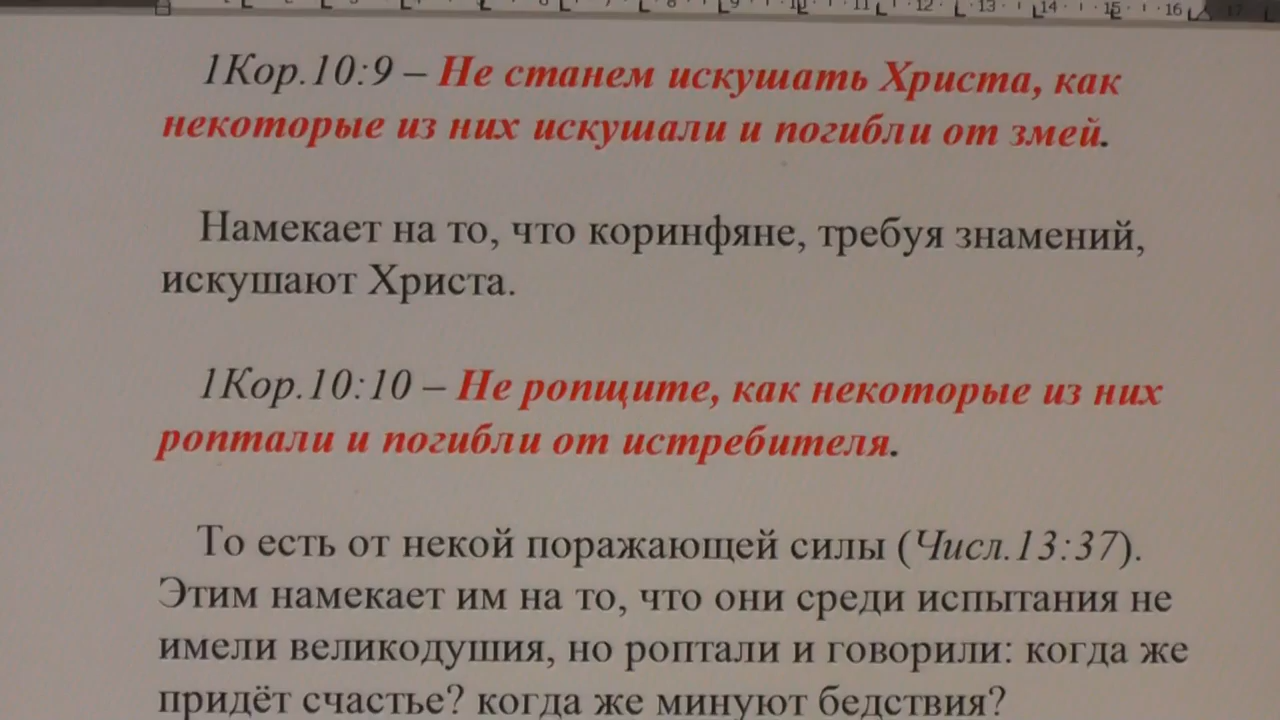 1Кор.10:9 – Не станем искушать Христа, как
некоторые из них искушали и погибли от змей.
Намекает на то, что коринфяне, требуя знамений,
искушают Христа.
1Кор.10:10 – Не ропщите, как некоторые из них
роптали и погибли от истребителя.
То есть от некой поражающей силы (Числ.13:37).
Этим намекает им на то, что они среди испытания не
имели великодушия, но роптали и говорили: когда же
придёт счастье? когда же минуют бедствия?